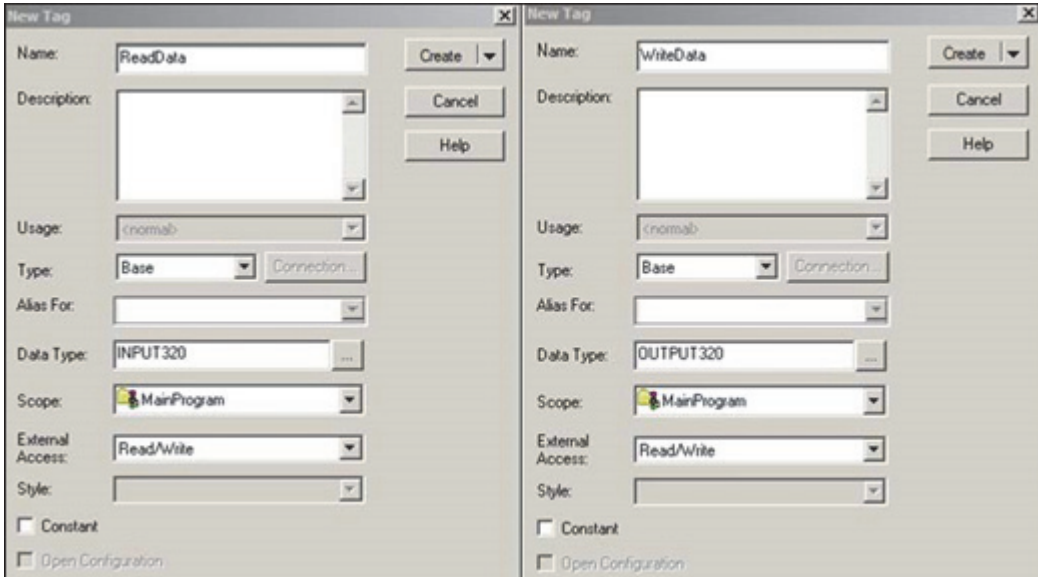 New Tag
Name: ReadData Create
Description: Cancel
Help
Usage: <normal>
Type: Base Connection...
Alias For:
Data Type: INPUT320 ...
Scope: MainProgram
External
Access: Read/Write
Style:
Constant
Open Configuration
New Tag
Name: WriteData Create
Description: Cancel
Help
Usage: <normal>
Type: Base Connection...
Alias For:
Data Type: OUTPUT320 ...
Scope: MainProgram
External
Access: Read/Write
Style:
Constant
Open Configuration